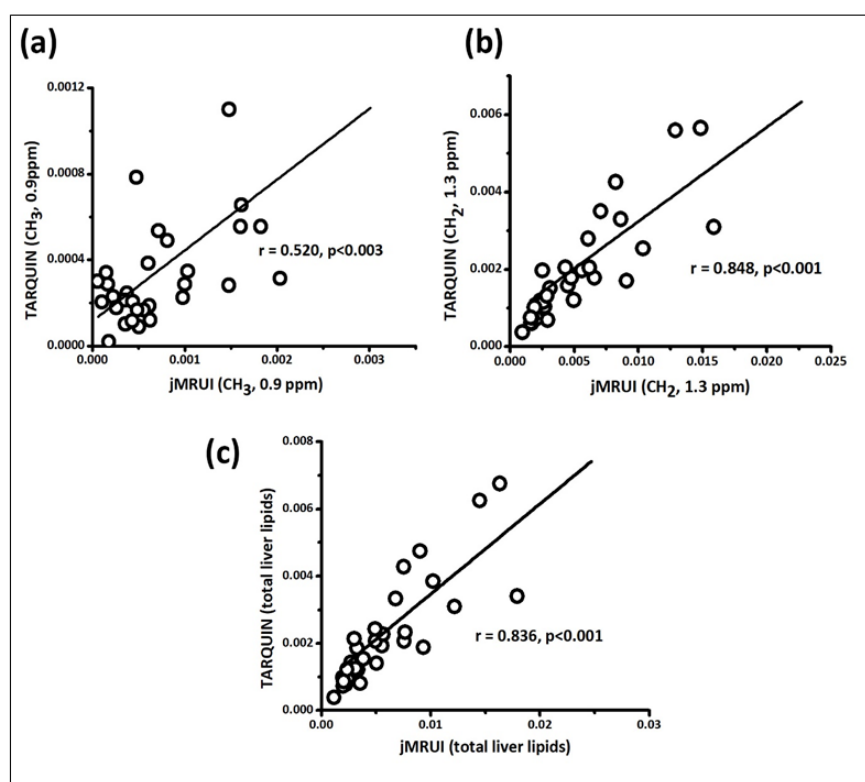 (a)
0.0012
0.0008
0.0004
0.0000
TARQUIN (CH₃, 0.9ppm)
r = 0.520, p<0.003
0.000 0.001 0.002 0.003
jMRUI (CH₃, 0.9 ppm)
(b)
0.006
0.004
0.002
0.000
TARQUIN (CH₂, 1.3 ppm)
r = 0.848, p<0.001
0.000 0.005 0.010 0.015 0.020 0.025
jMRUI (CH₂, 1.3 ppm)
(c)
0.008
0.006
0.004
0.002
0.000
TARQUIN (total liver lipids)
r = 0.836, p<0.001
0.00 0.01 0.02 0.03
jMRUI (total liver lipids)